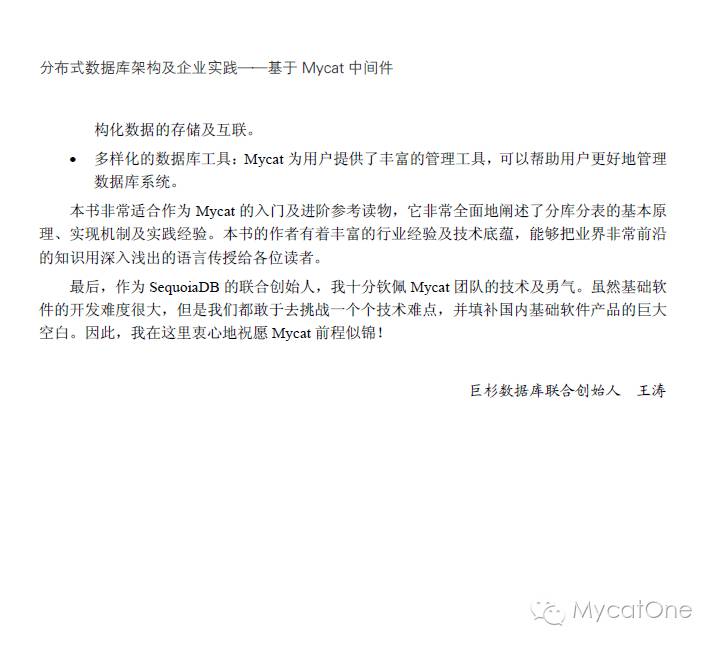 分布式数据库架构及企业实践——基于 Mycat 中间件
构化数据的存储及互联。
• 多样化的数据库工具：Mycat 为用户提供了丰富的管理工具，可以帮助用户更好地管理
数据库系统。
本书非常适合作为 Mycat 的入门及进阶参考读物，它非常全面地阐述了分库分表的基本原
理、实现机制及实践经验。本书的作者有着丰富的行业经验及技术底蕴，能够把业界非常前沿
的知识用深入浅出的语言传授给各位读者。
最后，作为 SequoiaDB 的联合创始人，我十分钦佩 Mycat 团队的技术及勇气。虽然基础软
件的开发难度很大，但是我们都敢于去挑战一个个技术难点，并填补国内基础软件产品的巨大
空白。因此，我在这里衷心地祝愿 Mycat 前程似锦！
巨杉数据库联合创始人 王涛
MycatOne